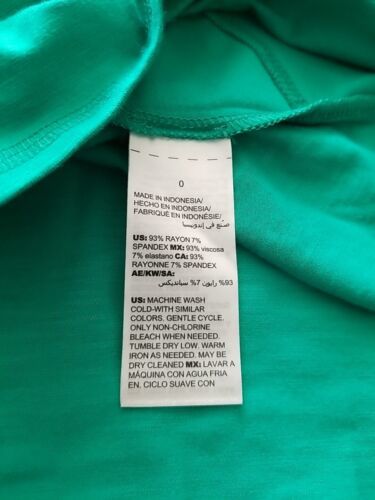 0
MADE IN INDONESIA/
HECHO EN INDONESIA/
FABRIQUÉ EN INDONÉSIE/
صنع في إندونيسيا
US: 93% RAYON 7%
SPANDEX MX: 93% viscosa
7% elastano CA: 93%
RAYONNE 7% SPANDEX
AE/KW/SA:
93% رايون 7% سباندكس
US: MACHINE WASH
COLD-WITH SIMILAR
COLORS. GENTLE CYCLE.
ONLY NON-CHLORINE
BLEACH WHEN NEEDED.
TUMBLE DRY LOW. WARM
IRON AS NEEDED. MAY BE
DRY CLEANED MX: LAVAR A
MÁQUINA CON AGUA FRIA
EN. CICLO SUAVE CON